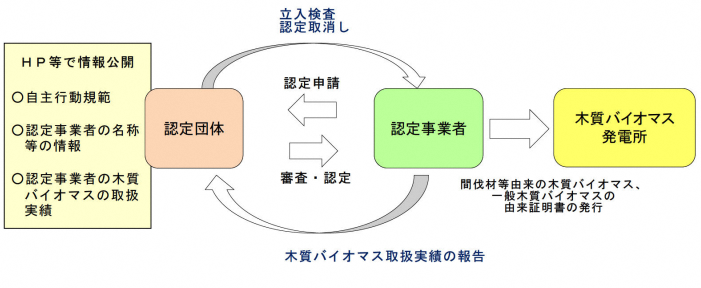 立入検査
認定取消し
ＨＰ等で情報公開
〇自主行動規範
〇認定事業者の名称
等の情報
〇認定事業者の木質
バイオマスの取扱
実績
認定団体
認定申請
審査・認定
認定事業者
木質バイオマス
発電所
間伐材等由来の木質バイオマス、
一般木質バイオマスの
由来証明書の発行
木質バイオマス取扱実績の報告